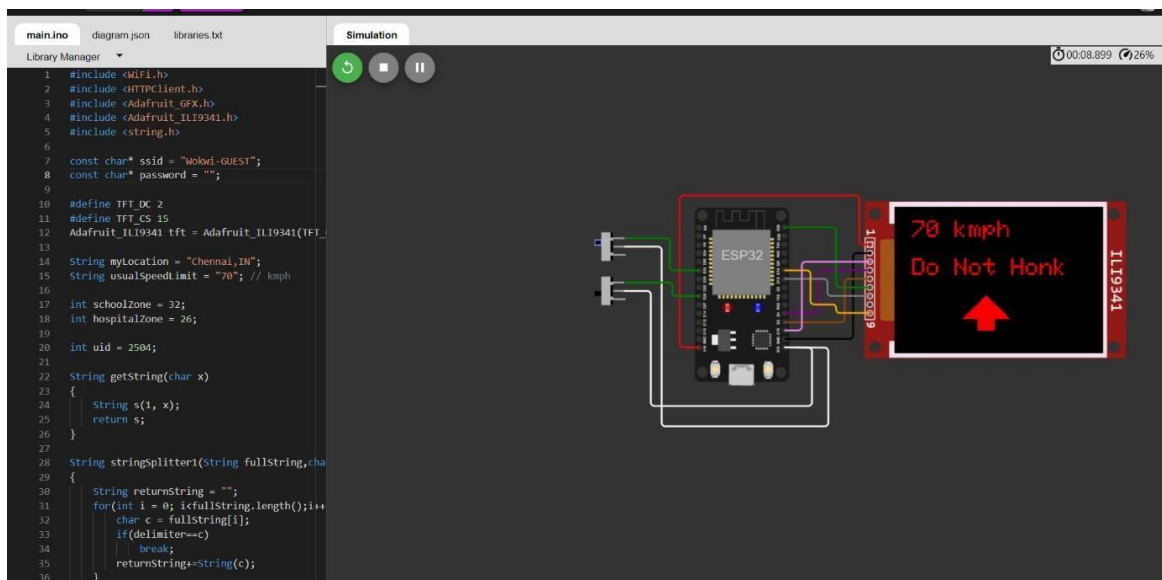 main.ino diagram.json libraries.txt
Library Manager
1 #include <WiFi.h>
2 #include <HTTPClient.h>
3 #include <Adafruit_GFX.h>
4 #include <Adafruit_ILI9341.h>
5 #include <string.h>
6
7 const char* ssid = "Wokwi-GUEST";
8 const char* password = "";
9
10 #define TFT_DC 2
11 #define TFT_CS 15
12 Adafruit_ILI9341 tft = Adafruit_ILI9341(TFT_
13
14 String myLocation = "Chennai,IN";
15 String usualSpeedLimit = "70"; // kmph
16
17 int schoolZone = 32;
18 int hospitalZone = 26;
19
20 int uid = 2504;
21
22 String getString(char x)
23 {
24 String s(1, x);
25 return s;
26 }
27
28 String stringSplitter1(String fullString,cha
29 {
30 String returnString = "";
31 for(int i = 0; i<fullString.length();i++
32 char c = fullString[i];
33 if(delimiter==c)
34 break;
35 returnString+=String(c);
36 }
Simulation
00:08.899 26%
ESP32
1
9
70 kmph
Do Not Honk
ILI9341